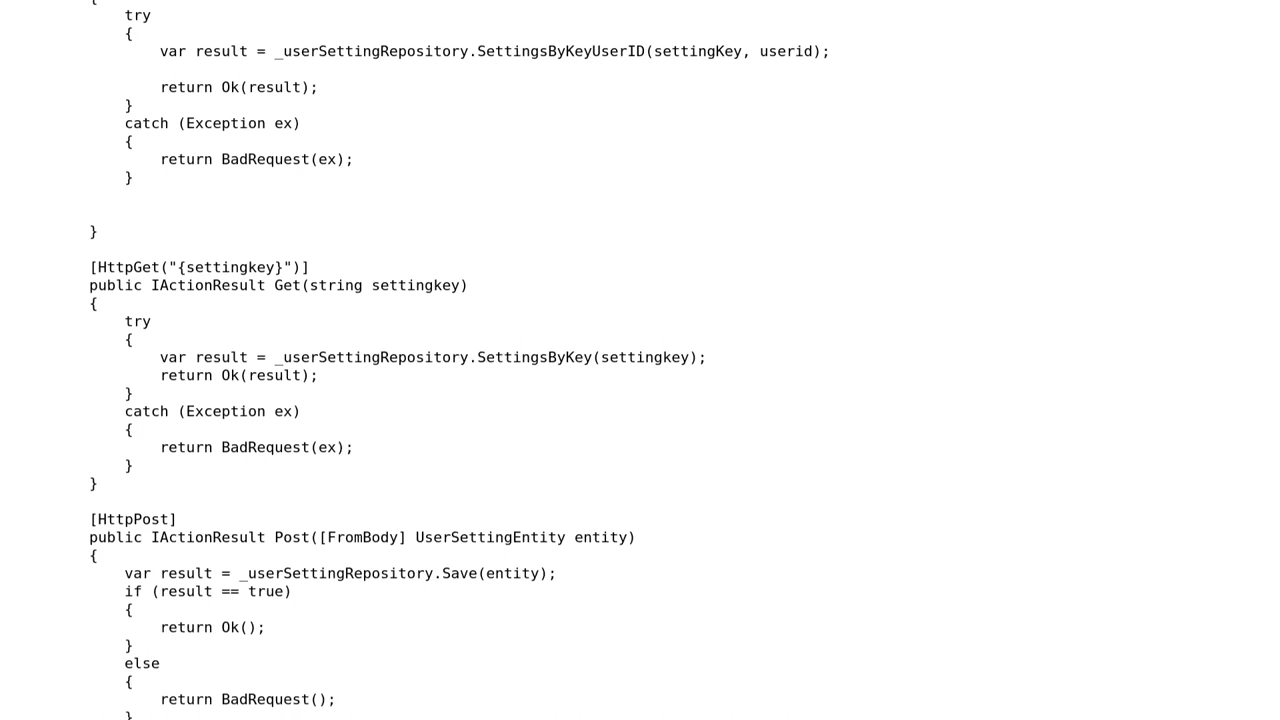 {
try
{
var result = _userSettingRepository.SettingsByKeyUserID(settingKey, userid);
return Ok(result);
}
catch (Exception ex)
{
return BadRequest(ex);
}
}
[HttpGet("{settingkey}")]
public IActionResult Get(string settingkey)
{
try
{
var result = _userSettingRepository.SettingsByKey(settingkey);
return Ok(result);
}
catch (Exception ex)
{
return BadRequest(ex);
}
}
[HttpPost]
public IActionResult Post([FromBody] UserSettingEntity entity)
{
var result = _userSettingRepository.Save(entity);
if (result == true)
{
return Ok();
}
else
{
return BadRequest();
}